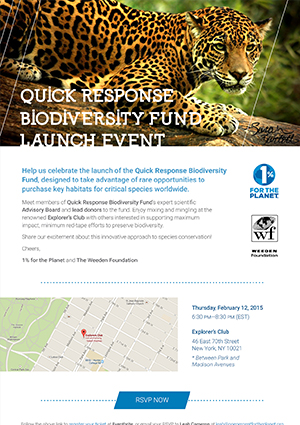 QUICK RESPONSE
BIODIVERSITY FUND
LAUNCH EVENT
Help us celebrate the launch of the Quick Response Biodiversity
Fund, designed to take advantage of rare opportunities to
purchase key habitats for critical species worldwide.
1%
FOR THE
PLANET
Meet members of Quick Response Biodiversity Fund's expert scientific
Advisory Board and lead donors to the fund. Enjoy mixing and mingling at the
renowned Explorer's Club with others interested in supporting maximum
impact, minimum red-tape efforts to preserve biodiversity.
Share our excitement about this innovative approach to species conservation!
Cheers,
1% for the Planet and The Weeden Foundation
wf
WEEDEN
Foundation
Thursday, February 12, 2015
6:30 PM—8:30 PM (EST)
Explorer's Club
46 East 70th Street
New York, NY 10021
* Between Park and
Madison Avenues
RSVP NOW